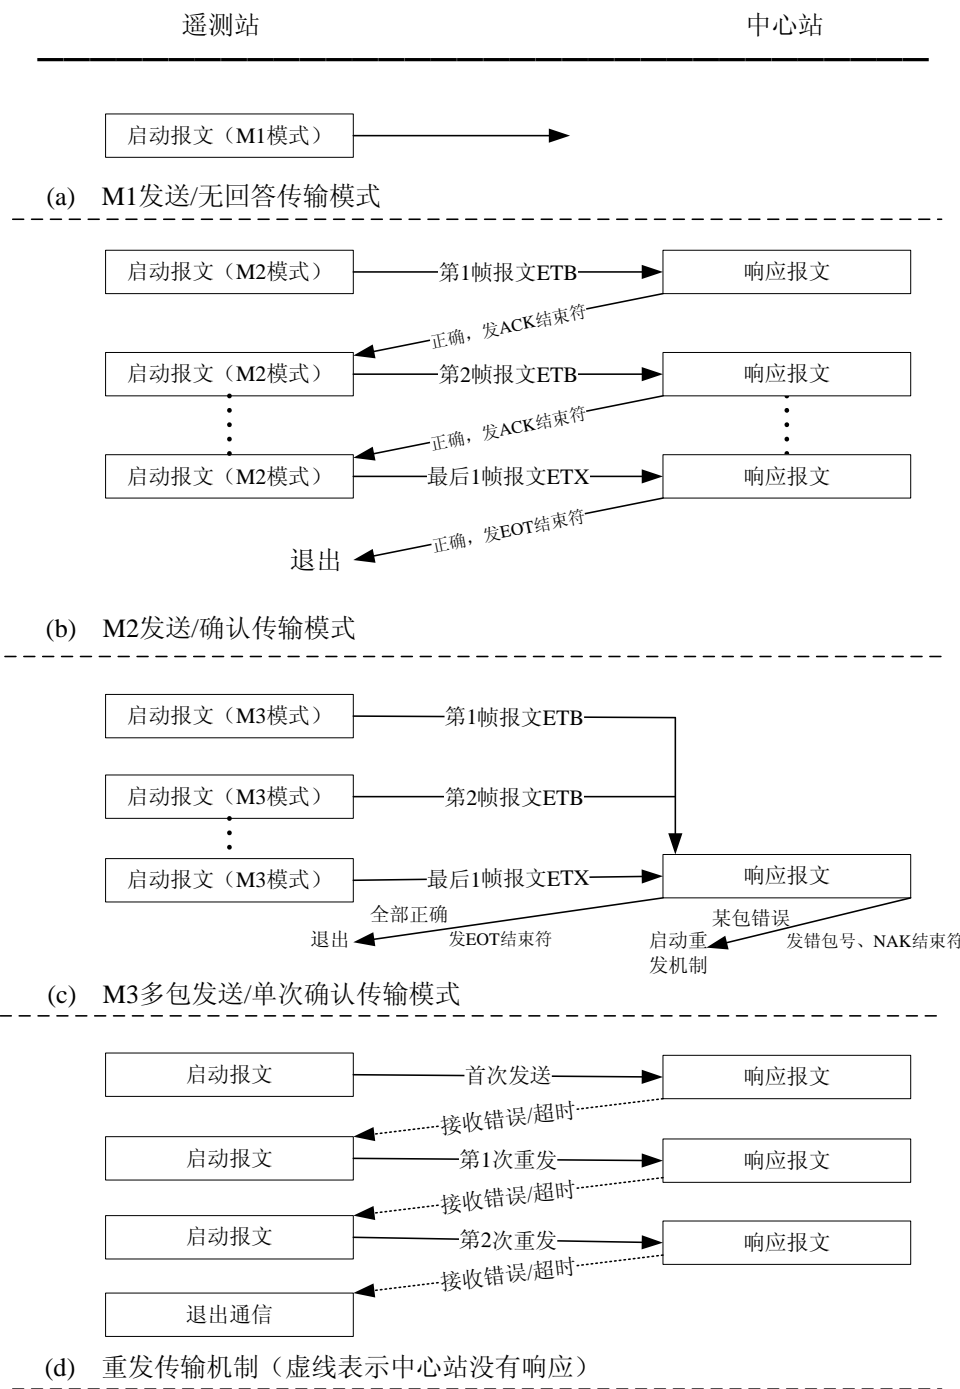 遥测站 中心站
启动报文（M1模式）
(a) M1发送/无回答传输模式
启动报文（M2模式） 第1帧报文ETB 响应报文
正确，发ACK结束符
启动报文（M2模式） 第2帧报文ETB 响应报文
正确，发ACK结束符
启动报文（M2模式） 最后1帧报文ETX 响应报文
正确，发EOT结束符
退出
(b) M2发送/确认传输模式
启动报文（M3模式） 第1帧报文ETB
启动报文（M3模式） 第2帧报文ETB
启动报文（M3模式） 最后1帧报文ETX 响应报文
全部正确 某包错误
退出 发EOT结束符 启动重 发错包号、NAK结束符
发机制
(c) M3多包发送/单次确认传输模式
启动报文 首次发送 响应报文
接收错误/超时
启动报文 第1次重发 响应报文
接收错误/超时
启动报文 第2次重发 响应报文
接收错误/超时
退出通信
(d) 重发传输机制（虚线表示中心站没有响应）